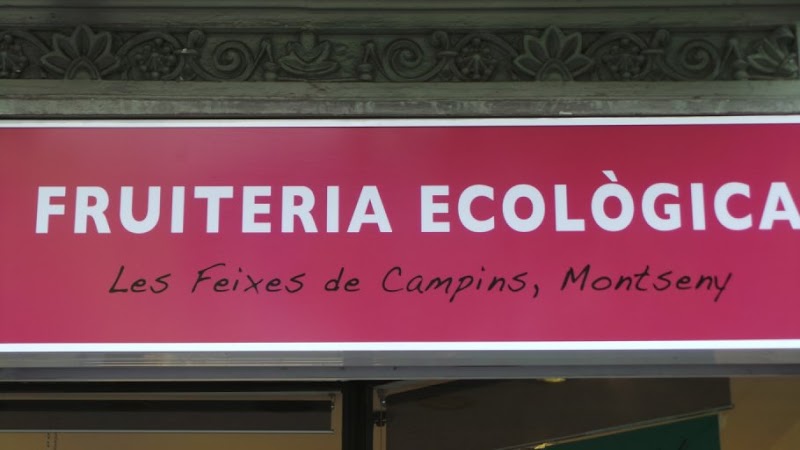 FRUITERIA ECOLÒGICA
Les Feixes de Campins, Montseny